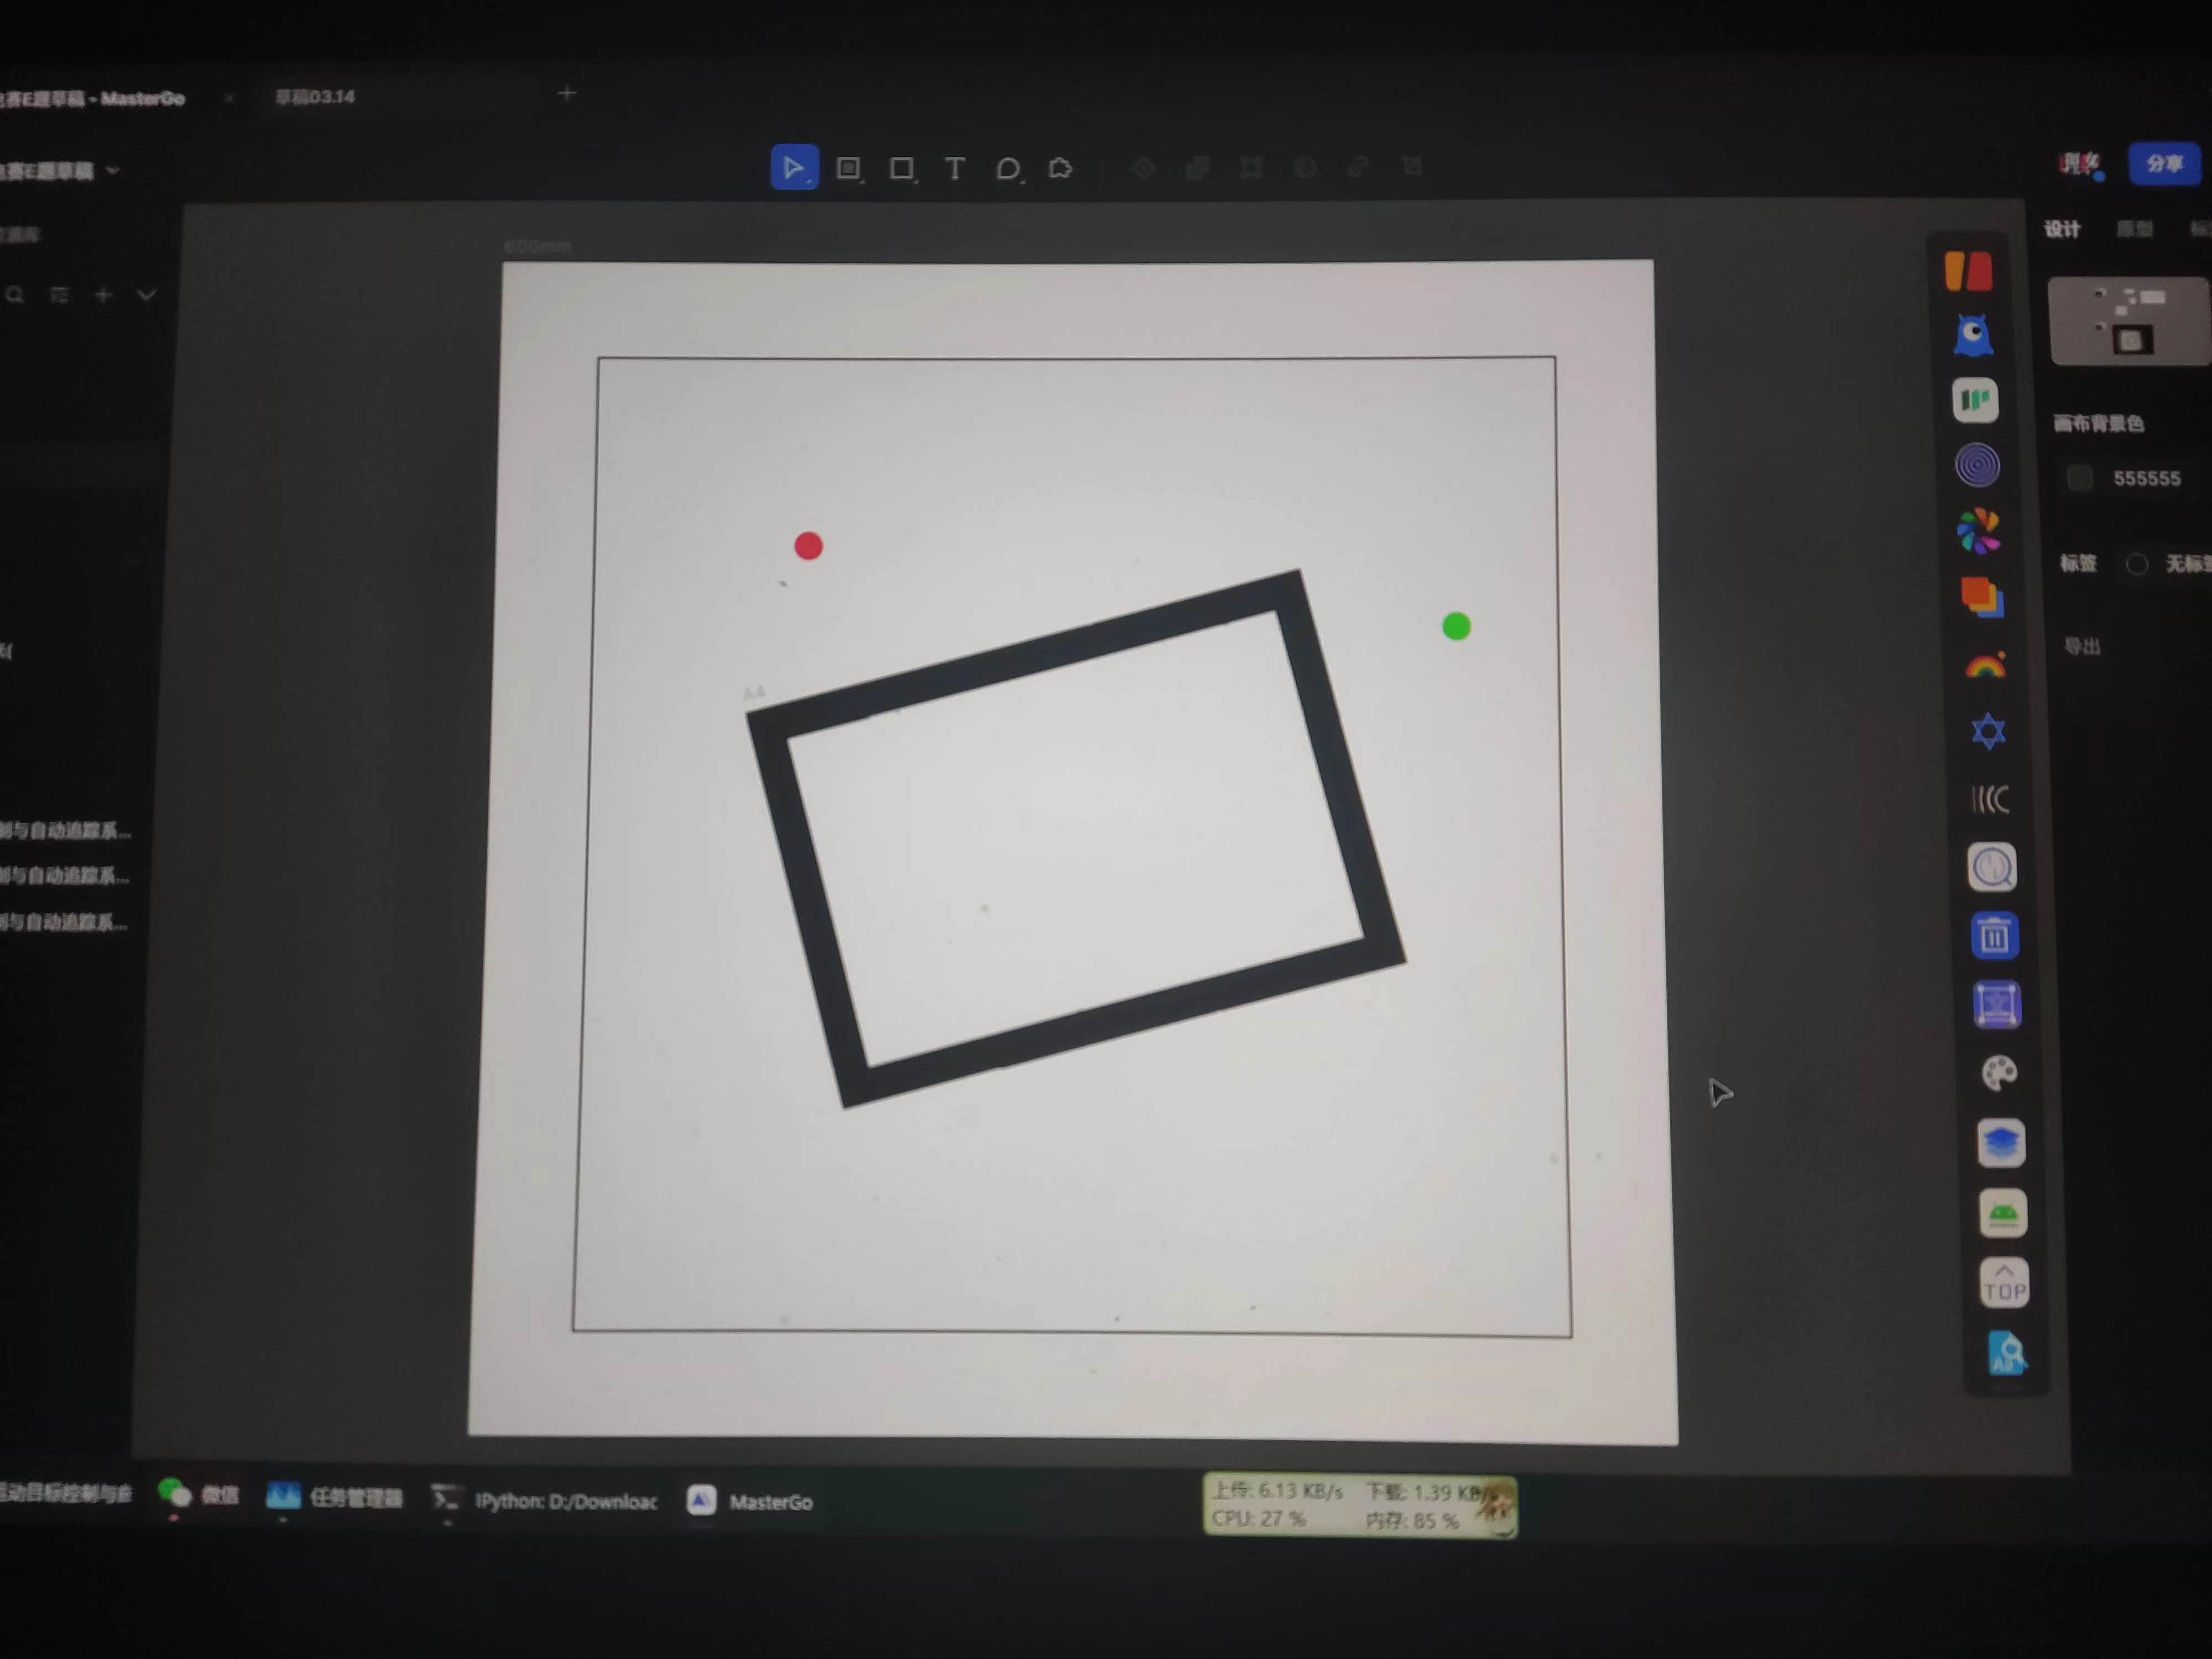 赛E题草稿 - MasterGo
草稿03.14
赛E题草稿
分享
设计
原型
600mm
画布背景色
555555
标签
无标签
导出
A4
制与自动追踪系...
制与自动追踪系...
制与自动追踪系...
TOP
运动目标控制与自
微信
任务管理器
IPython: D:/Downloac
MasterGo
上传: 6.13 KB/s
下载: 1.39 KB/s
CPU: 27 %
内存: 85 %